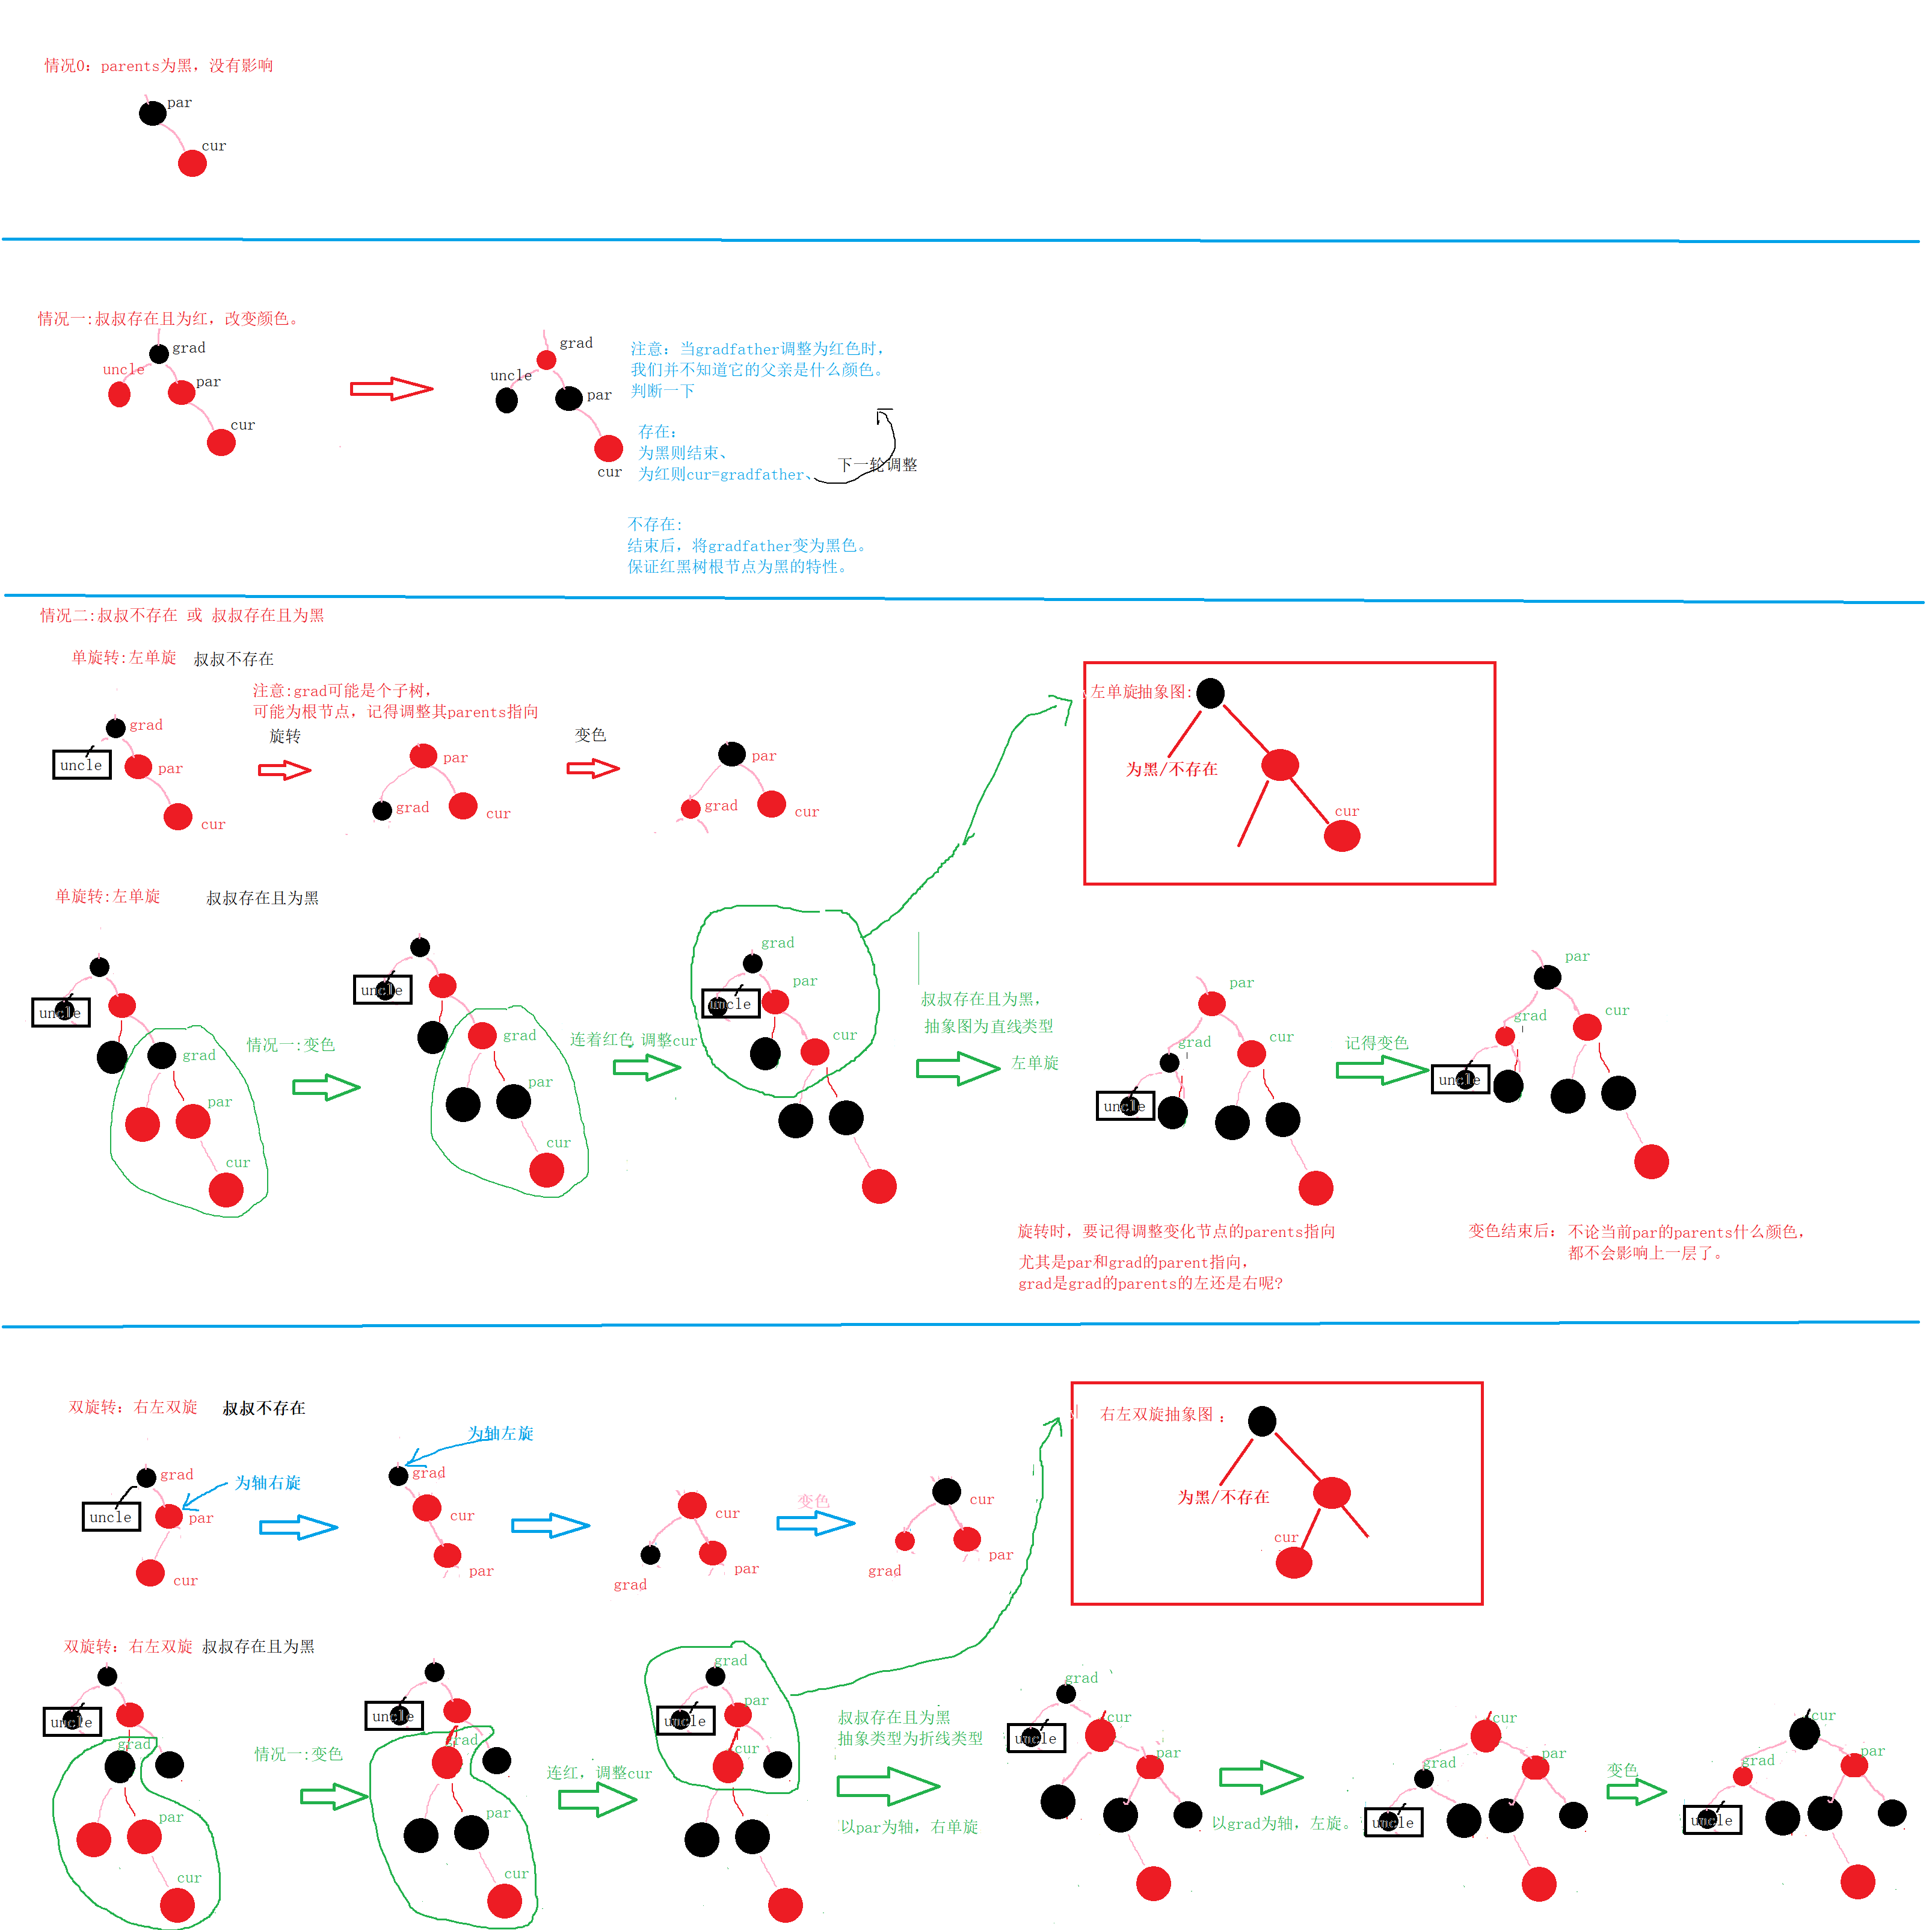 情况0: parents为黑，没有影响
par
cur
情况一:叔叔存在且为红，改变颜色。
grad
uncle
par
cur
grad
uncle
par
cur
注意: 当gradfather调整为红色时，
我们并不知道它的父亲是什么颜色。
判断一下
存在:
为黑则结束、
为红则cur=gradfather、
下一轮调整
不存在:
结束后，将gradfather变为黑色。
保证红黑树根节点为黑的特性。
情况二:叔叔不存在 或 叔叔存在且为黑
单旋转:左单旋 叔叔不存在
注意:grad可能是个子树，
可能为根节点，记得调整其parents指向
grad
uncle
par
cur
旋转
par
grad
cur
变色
par
grad
cur
左单旋抽象图:
为黑/不存在
cur
单旋转:左单旋 叔叔存在且为黑
uncle
grad
par
cur
情况一:变色
uncle
grad
par
cur
连着红色 调整cur
grad
par
uncle
cur
叔叔存在且为黑，
抽象图为直线类型
左单旋
par
grad
cur
uncle
记得变色
par
grad
cur
uncle
旋转时，要记得调整变化节点的parents指向
尤其是par和grad的parent指向，
grad是grad的parents的左还是右呢?
变色结束后: 不论当前par的parents什么颜色，
都不会影响上一层了。
双旋转: 右左双旋 叔叔不存在
grad
为轴右旋
uncle
par
cur
为轴左旋
grad
cur
par
cur
grad
par
变色
cur
grad
par
右左双旋抽象图 :
为黑/不存在
cur
双旋转: 右左双旋 叔叔存在且为黑
uncle
grad
par
cur
情况一:变色
uncle
grad
par
cur
连红，调整cur
grad
par
uncle
cur
叔叔存在且为黑
抽象类型为折线类型
以par为轴，右单旋
grad
cur
uncle
par
以grad为轴，左旋。
cur
grad
par
uncle
变色
cur
grad
par
uncle